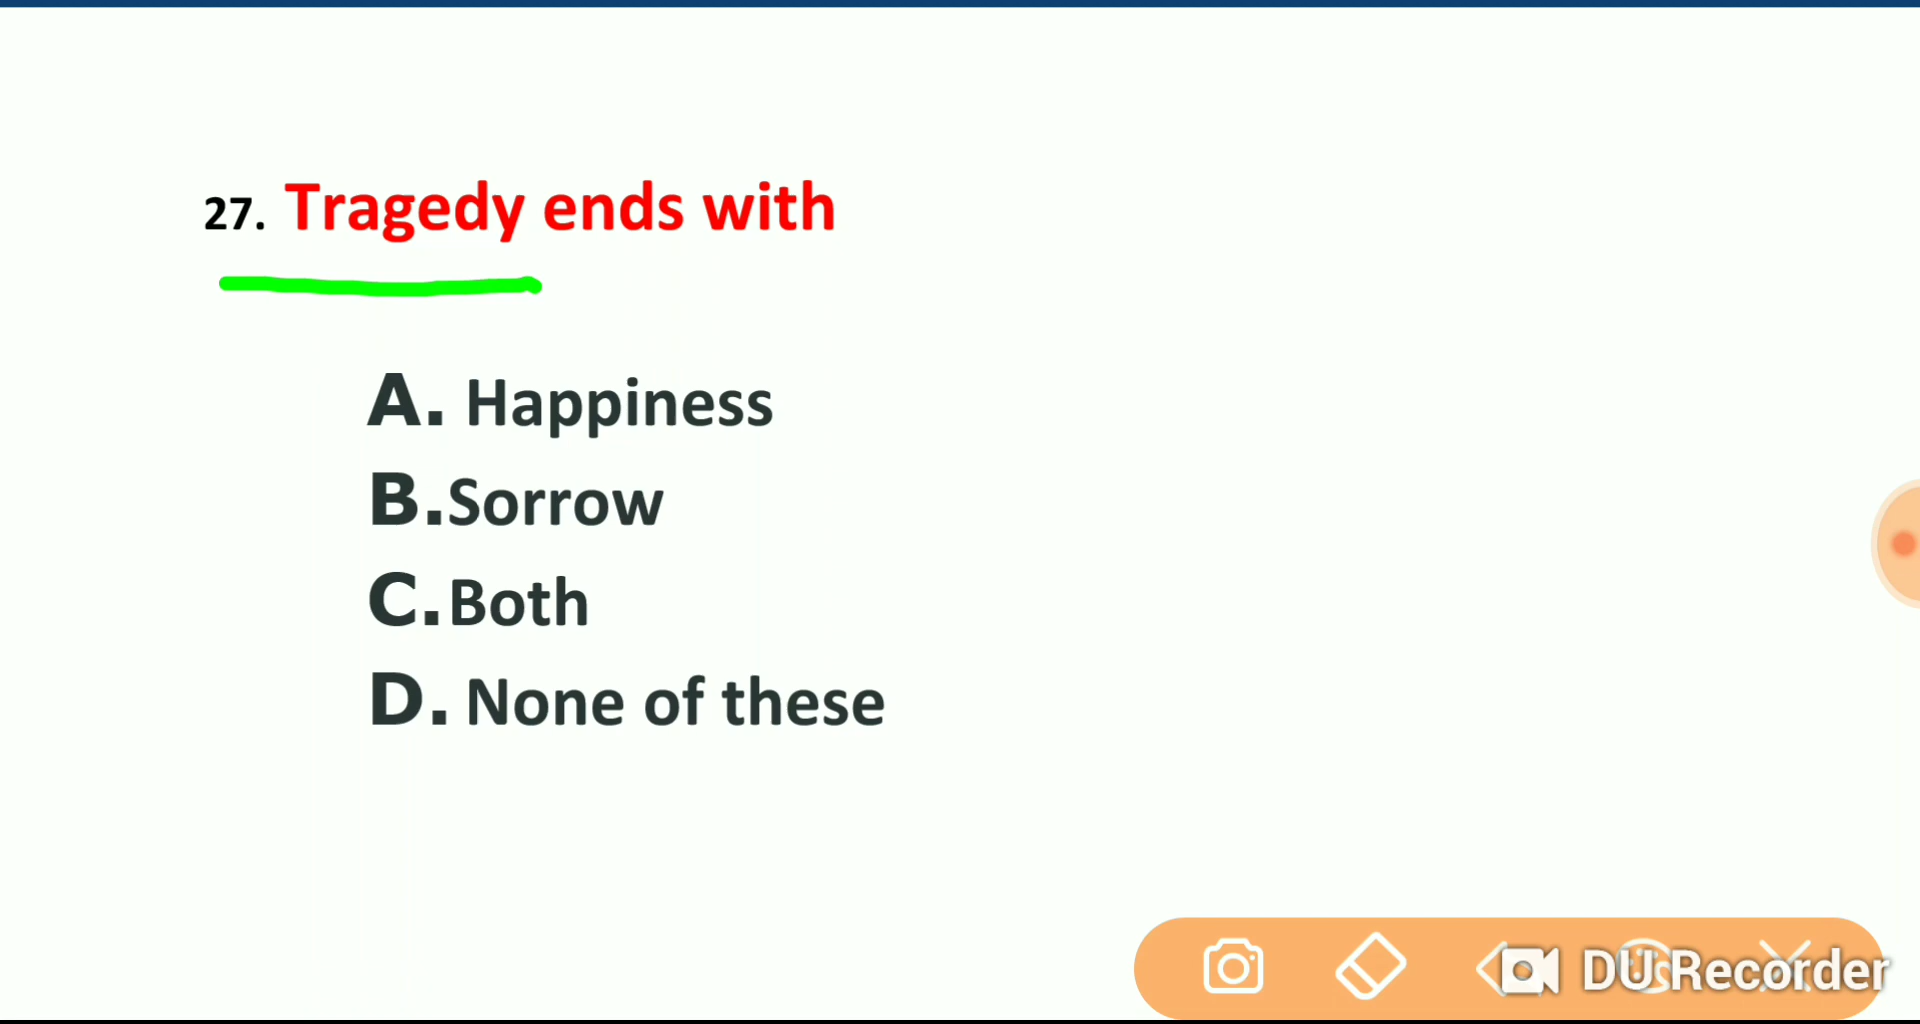 27. Tragedy ends with
A. Happiness
B.Sorrow
C.Both
D. None of these
DU Recorder